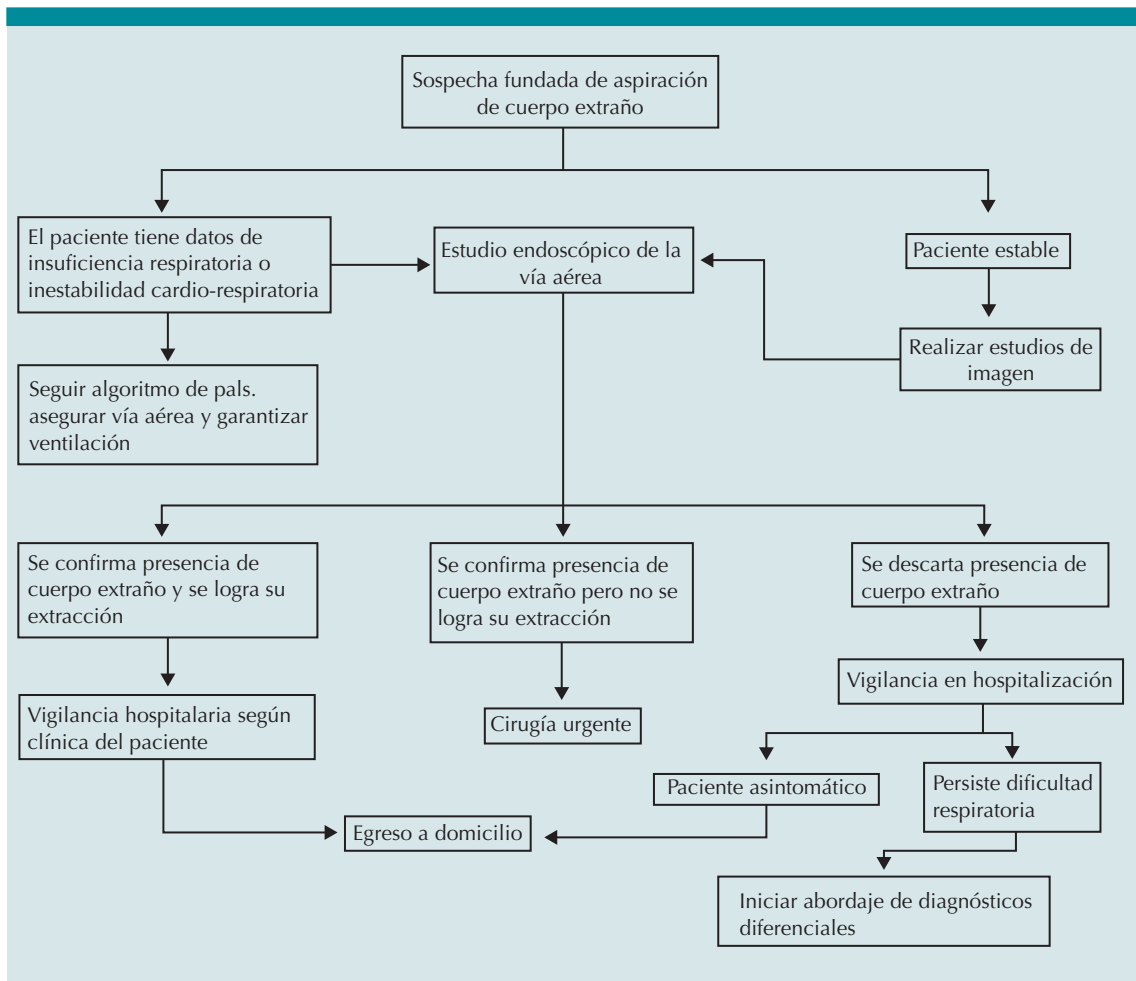 Sospecha fundada de aspiración
de cuerpo extraño
El paciente tiene datos de
insuficiencia respiratoria o
inestabilidad cardio-respiratoria
Estudio endoscópico de la
vía aérea
Paciente estable
Realizar estudios de
imagen
Seguir algoritmo de pals.
asegurar vía aérea y garantizar
ventilación
Se confirma presencia de
cuerpo extraño y se logra su
extracción
Se confirma presencia de
cuerpo extraño pero no se
logra su extracción
Se descarta presencia de
cuerpo extraño
Vigilancia hospitalaria según
clínica del paciente
Cirugía urgente
Vigilancia en hospitalización
Paciente asintomático
Persiste dificultad
respiratoria
Egreso a domicilio
Iniciar abordaje de diagnósticos
diferenciales